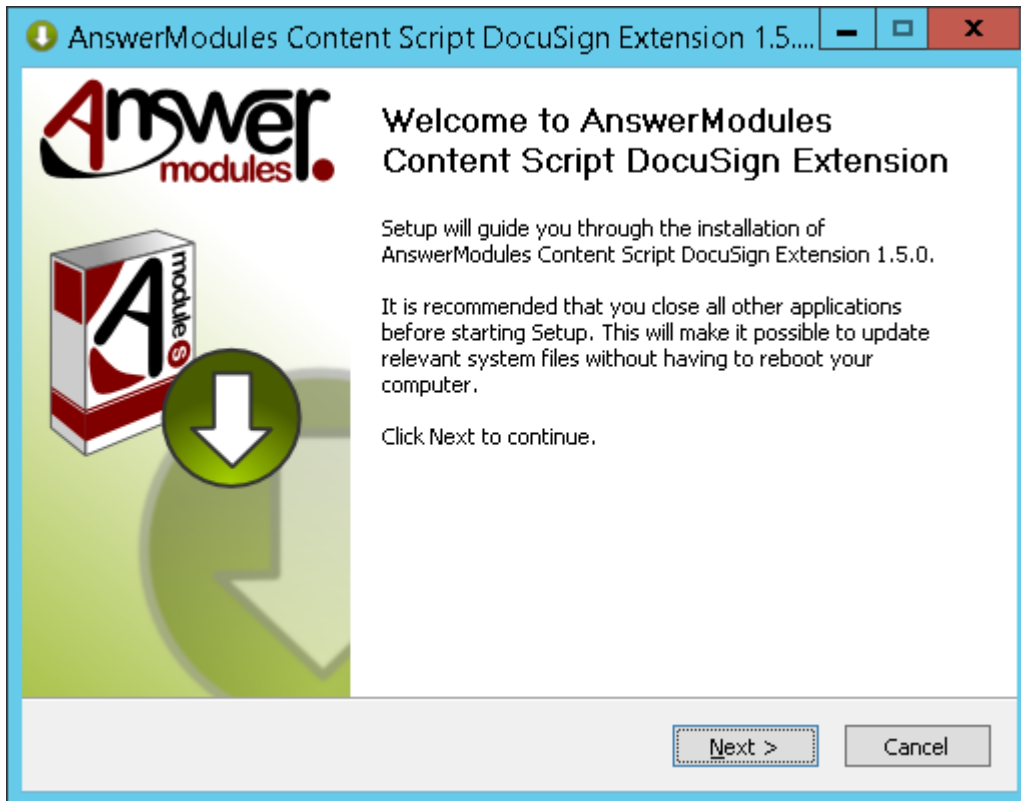 AnswerModules Content Script DocuSign Extension 1.5....
Answer
modules
Welcome to AnswerModules
Content Script DocuSign Extension
Setup will guide you through the installation of
AnswerModules Content Script DocuSign Extension 1.5.0.
It is recommended that you close all other applications
before starting Setup. This will make it possible to update
relevant system files without having to reboot your
computer.
Click Next to continue.
A
modules
Next >
Cancel